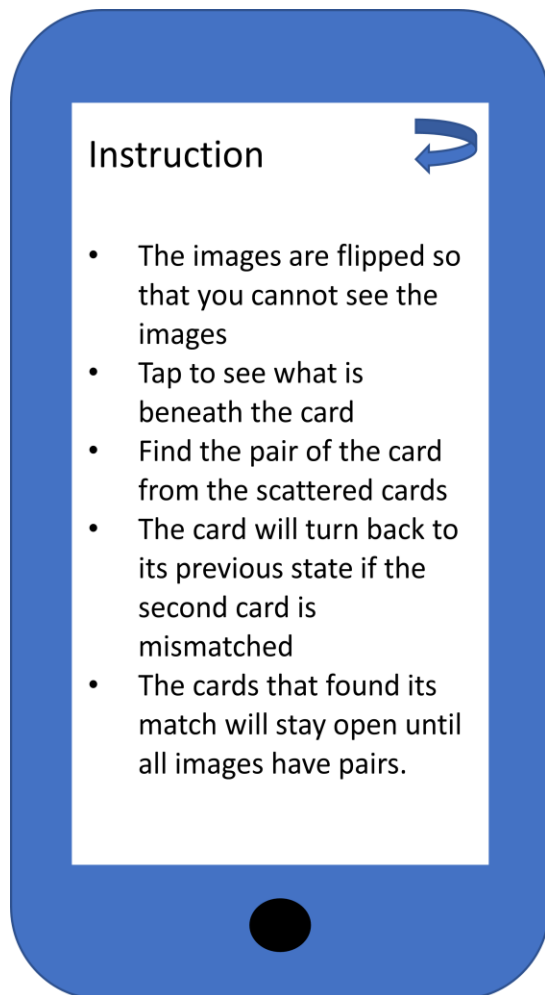 Instruction
• The images are flipped so
that you cannot see the
images
• Tap to see what is
beneath the card
• Find the pair of the card
from the scattered cards
• The card will turn back to
its previous state if the
second card is
mismatched
• The cards that found its
match will stay open until
all images have pairs.